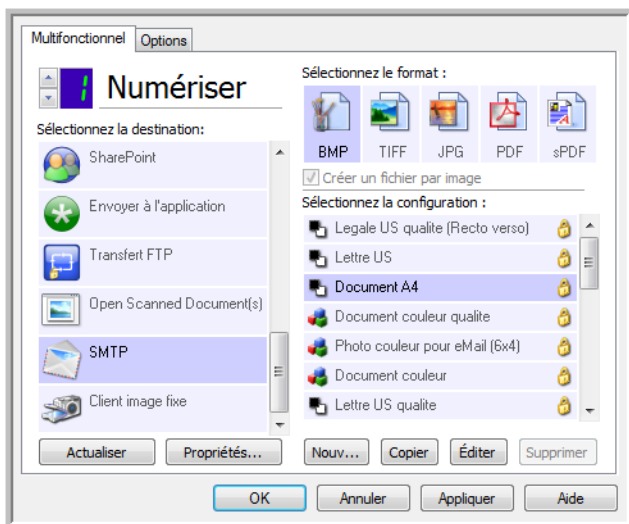 Multifonctionnel Options
1 Numériser
Sélectionnez la destination:
SharePoint
Envoyer à l'application
Transfert FTP
Open Scanned Document(s)
SMTP
Client image fixe
Actualiser Propriétés...
Sélectionnez le format :
BMP TIFF JPG PDF sPDF
Créer un fichier par image
Sélectionnez la configuration :
Legale US qualite (Recto verso)
Lettre US
Document A4
Document couleur qualite
Photo couleur pour eMail (6x4)
Document couleur
Lettre US qualite
Nouv... Copier Éditer Supprimer
OK Annuler Appliquer Aide